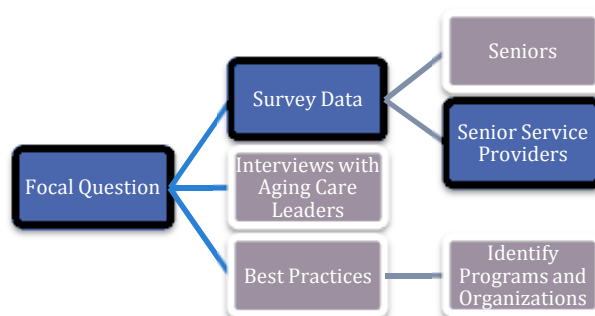 Seniors
Survey Data
Senior Service
Providers
Focal Question
Interviews with
Aging Care
Leaders
Best Practices
Identify
Programs and
Organizations